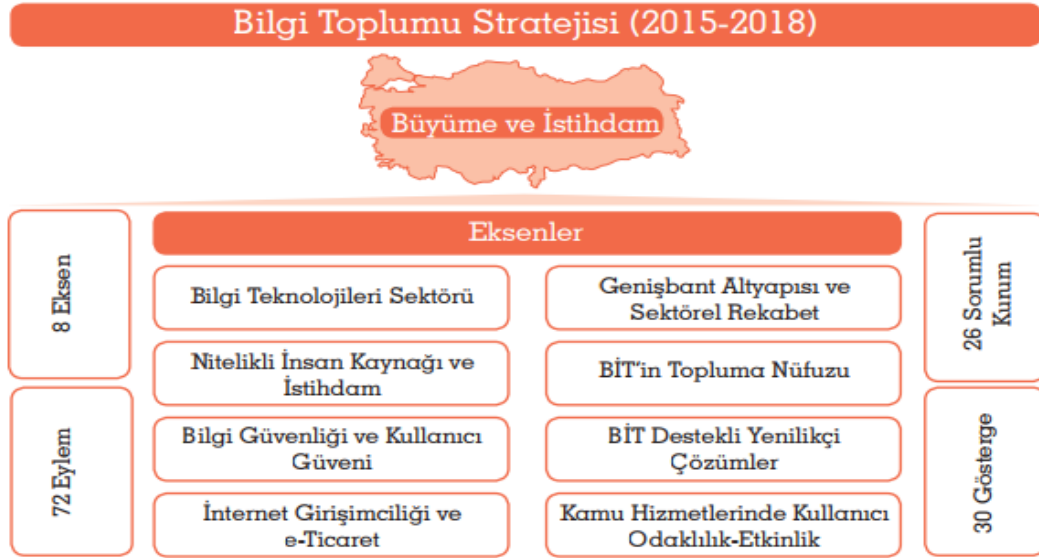 Bilgi Toplumu Stratejisi (2015-2018)
Büyüme ve İstihdam
8 Eksen
72 Eylem
Eksenler
Bilgi Teknolojileri Sektörü
Genişbant Altyapısı ve
Sektörel Rekabet
Nitelikli İnsan Kaynağı ve
İstihdam
BİT'in Topluma Nüfuzu
Bilgi Güvenliği ve Kullanıcı
Güveni
BİT Destekli Yenilikçi
Çözümler
İnternet Girişimciliği ve
e-Ticaret
Kamu Hizmetlerinde Kullanıcı
Odaklılık-Etkinlik
26 Sorumlu
Kurum
30 Gösterge